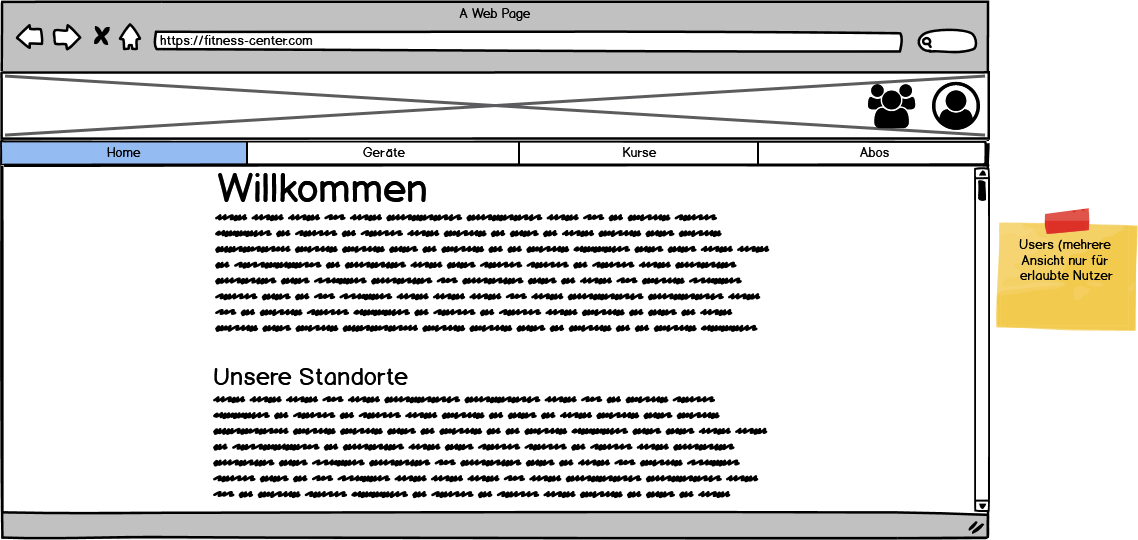 A Web Page
https://fitness-center.com
Home
Geräte
Kurse
Abos
Willkommen
Unsere Standorte
Users (mehrere
Ansicht nur für
erlaubte Nutzer